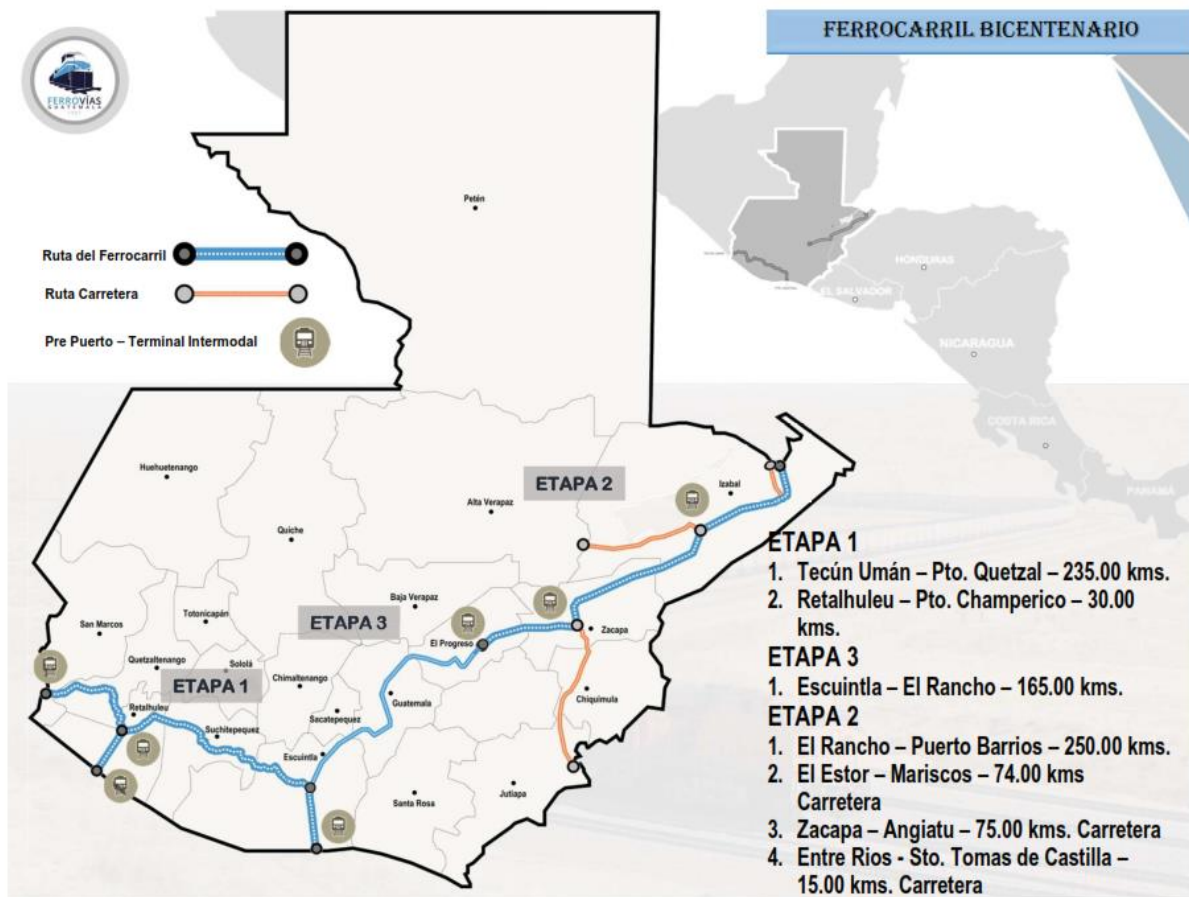 FERROCARRIL BICENTENARIO
FERROVÍAS
GUATEMALA
Petén
Ruta del Ferrocarril
Ruta Carretera
Pre Puerto – Terminal Intermodal
HONDURAS
EL SALVADOR
NICARAGUA
COSTA RICA
PANAMA
Huehuetenango
ETAPA 2
Izabal
Alta Verapaz
Quiche
Baja Verapaz
Totonicapán
San Marcos
ETAPA 3
El Progreso
Zacapa
Quetzaltenango
Sololá
ETAPA 1
Chimaltenango
Guatemala
Chiquimula
Retalhuleu
Sacatepequez
Suchitepequez
Escuintla
Santa Rosa
Jutiapa
ETAPA 1
1. Tecún Umán – Pto. Quetzal – 235.00 kms.
2. Retalhuleu – Pto. Champerico – 30.00
kms.
ETAPA 3
1. Escuintla – El Rancho – 165.00 kms.
ETAPA 2
1. El Rancho – Puerto Barrios – 250.00 kms.
2. El Estor – Mariscos – 74.00 kms
Carretera
3. Zacapa – Angiatu – 75.00 kms. Carretera
4. Entre Rios - Sto. Tomas de Castilla –
15.00 kms. Carretera